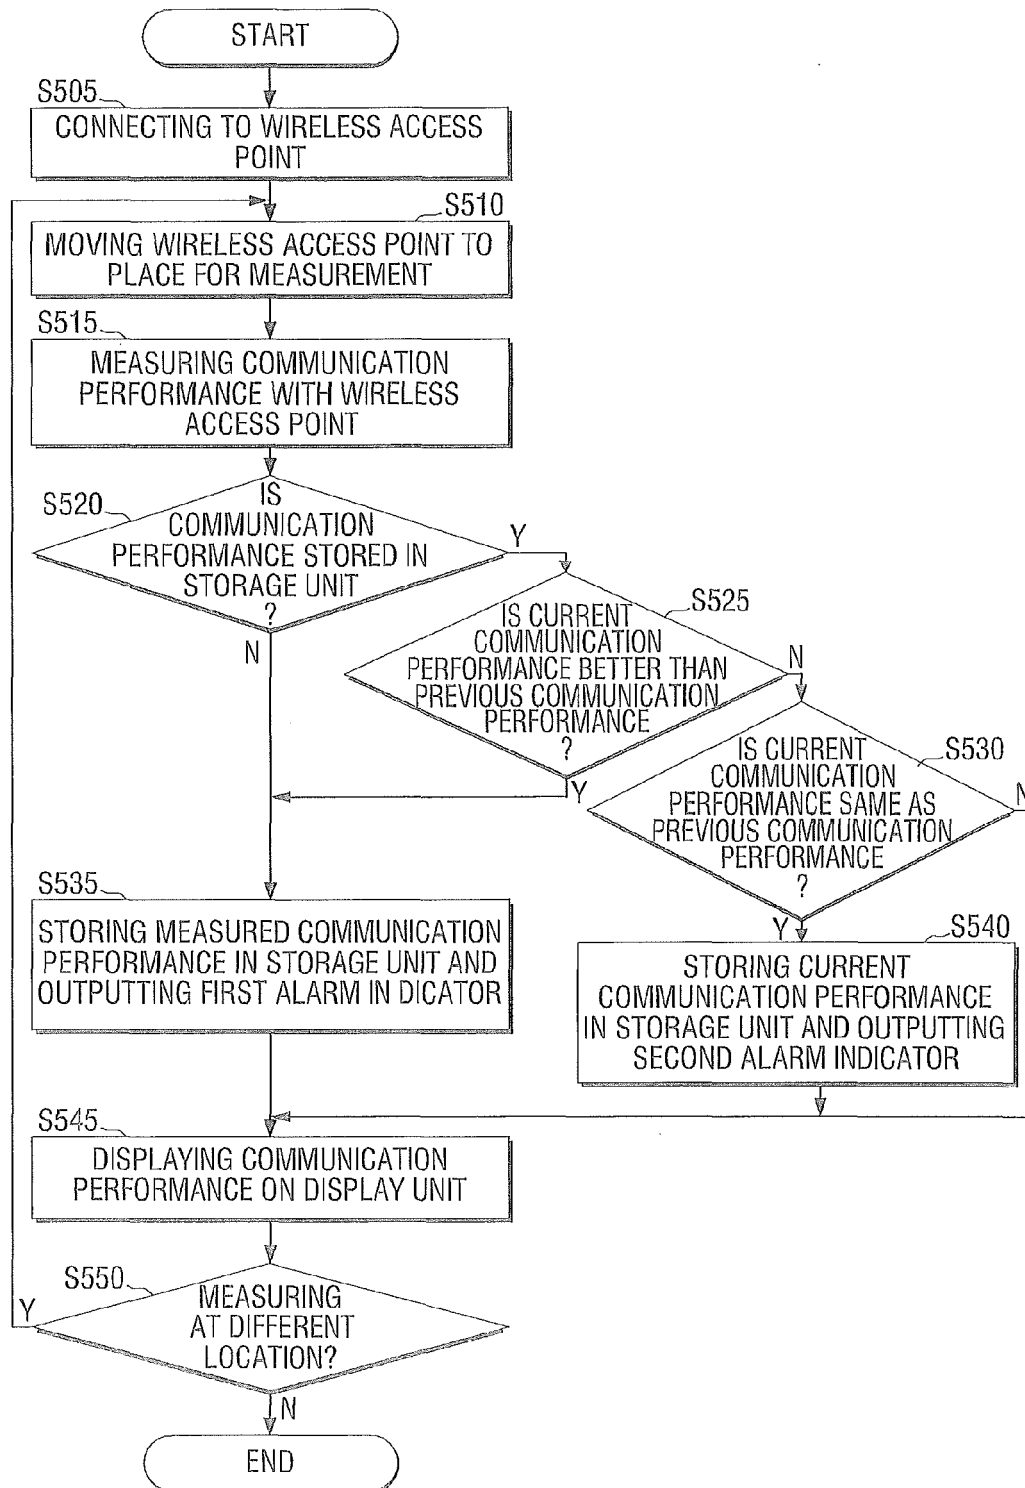 START
S505
CONNECTING TO WIRELESS ACCESS
POINT
S510
MOVING WIRELESS ACCESS POINT TO
PLACE FOR MEASUREMENT
S515
MEASURING COMMUNICATION
PERFORMANCE WITH WIRELESS
ACCESS POINT
S520
IS
COMMUNICATION
PERFORMANCE STORED IN
STORAGE UNIT
?
Y
N
S525
IS CURRENT
COMMUNICATION
PERFORMANCE BETTER THAN
PREVIOUS COMMUNICATION
PERFORMANCE
?
N
Y
S530
IS CURRENT
COMMUNICATION
PERFORMANCE SAME AS
PREVIOUS COMMUNICATION
PERFORMANCE
?
N
Y
S535
STORING MEASURED COMMUNICATION
PERFORMANCE IN STORAGE UNIT AND
OUTPUTTING FIRST ALARM IN DICATOR
S540
STORING CURRENT
COMMUNICATION PERFORMANCE
IN STORAGE UNIT AND OUTPUTTING
SECOND ALARM INDICATOR
S545
DISPLAYING COMMUNICATION
PERFORMANCE ON DISPLAY UNIT
S550
MEASURING
AT DIFFERENT
LOCATION?
Y
N
END